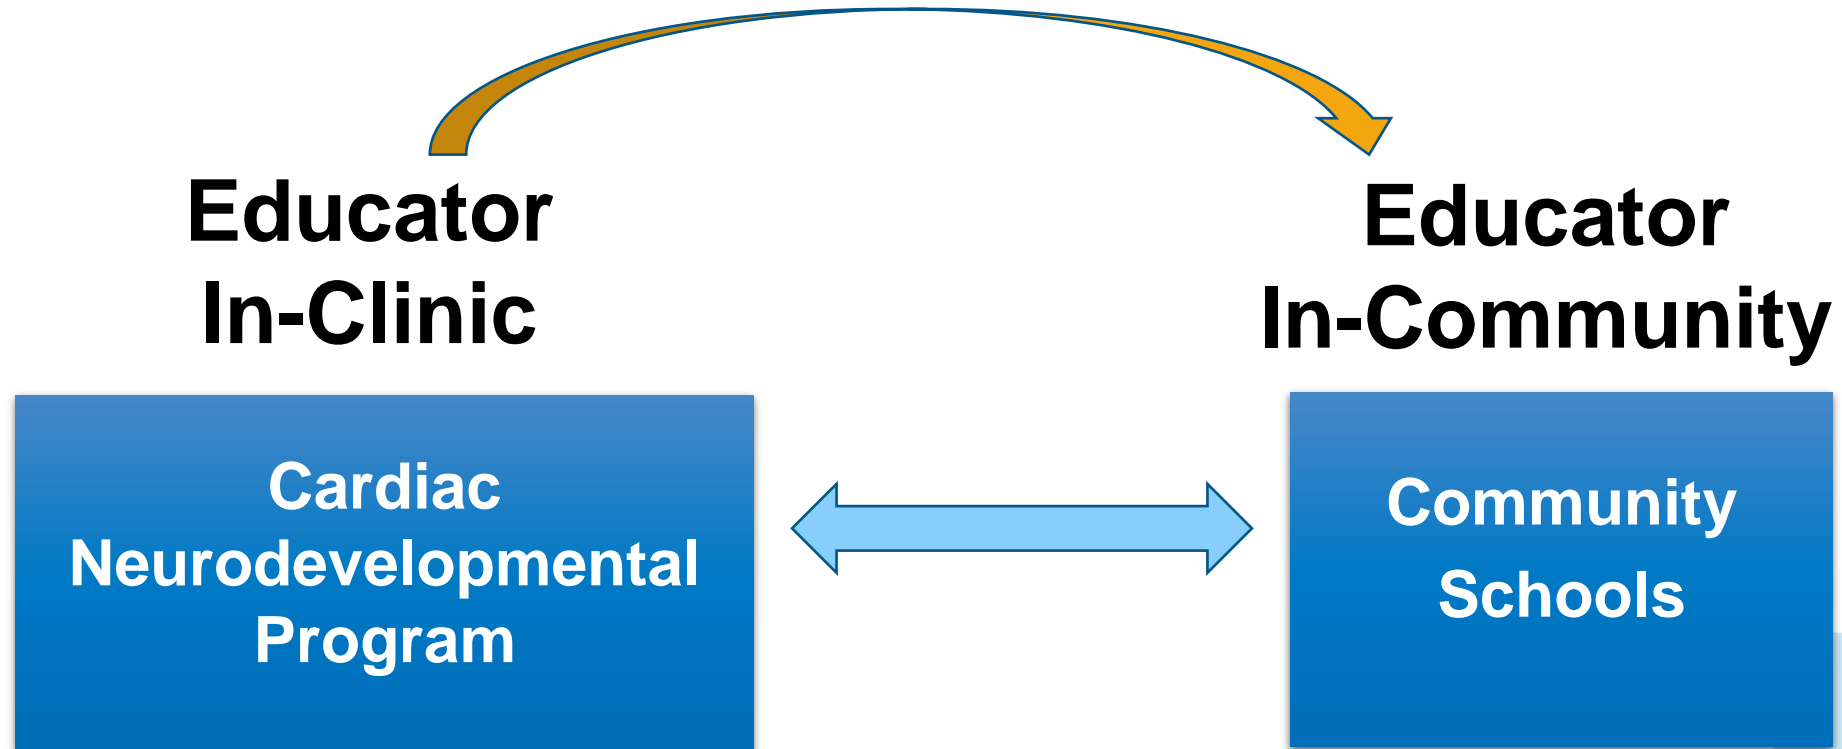 Educator
In-Clinic
Educator
In-Community
Cardiac
Neurodevelopmental
Program
Community
Schools